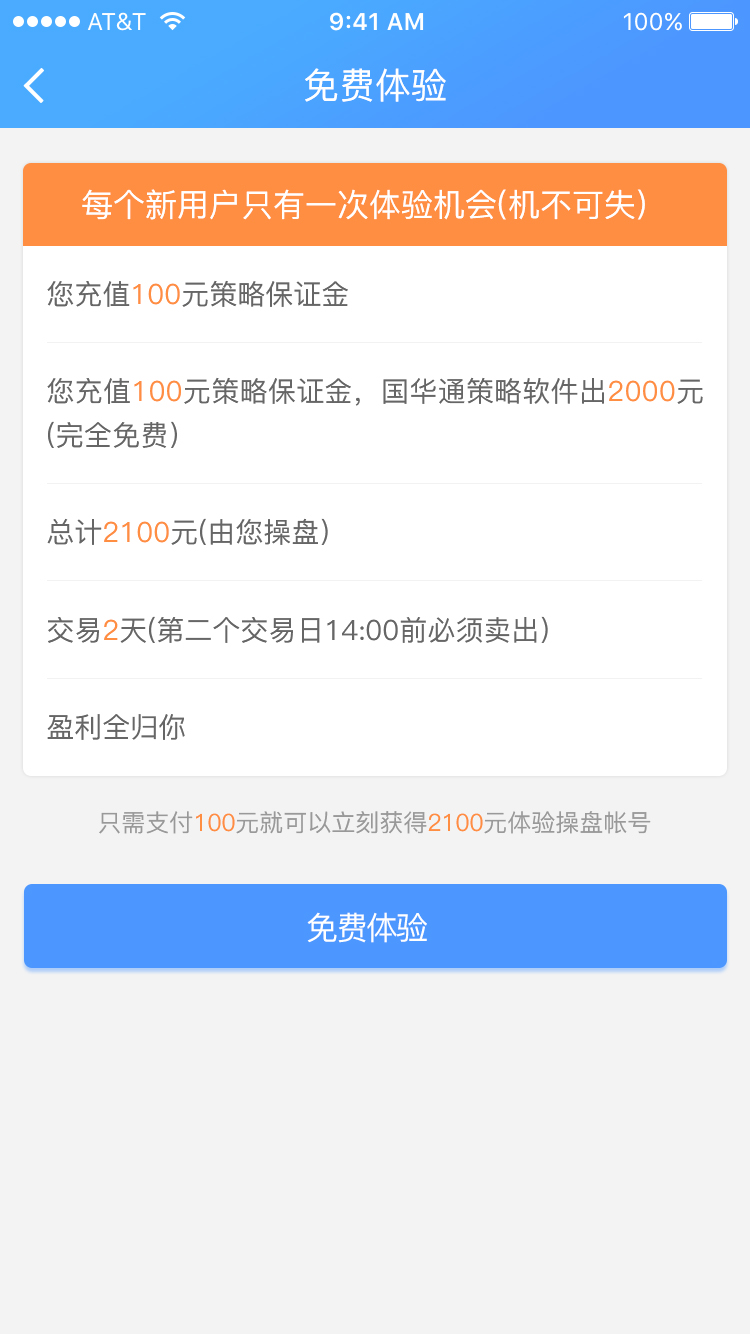 ●●●●● AT&T 9:41 AM 100%
免费体验
每个新用户只有一次体验机会(机不可失)
您充值100元策略保证金
您充值100元策略保证金，国华通策略软件出2000元
(完全免费)
总计2100元(由您操盘)
交易2天(第二个交易日14:00前必须卖出)
盈利全归你
只需支付100元就可以立刻获得2100元体验操盘帐号
免费体验